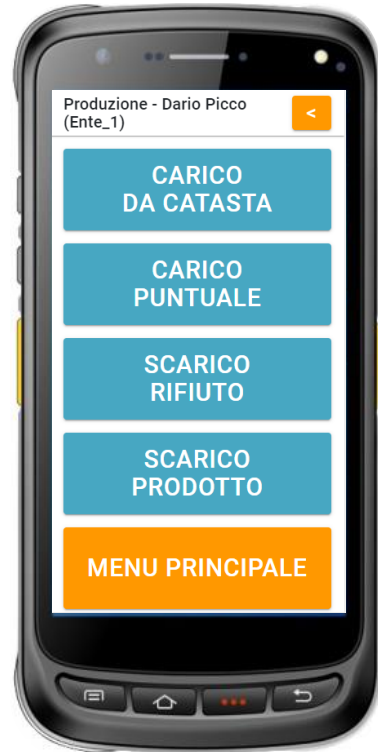 Produzione - Dario Picco
(Ente_1)
<
CARICO
DA CATASTA
CARICO
PUNTUALE
SCARICO
RIFIUTO
SCARICO
PRODOTTO
MENU PRINCIPALE